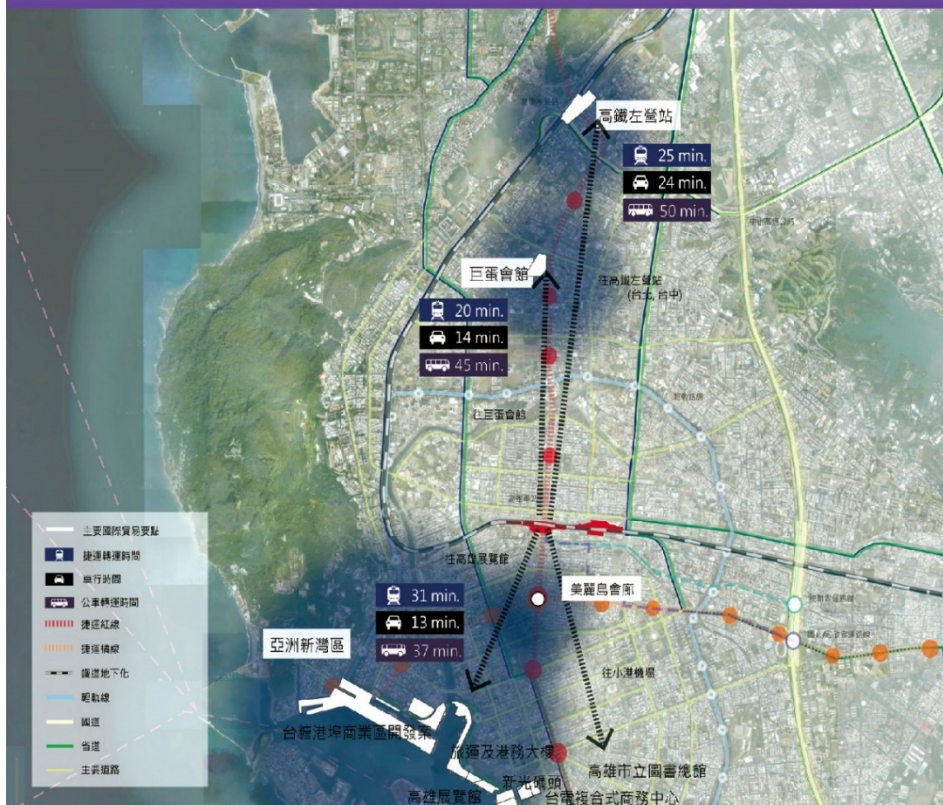 高鐵左營站
25 min.
24 min.
50 min.
巨蛋會館
往高鐵左營站
(台北, 台中)
20 min.
14 min.
45 min.
往巨蛋會館
往高雄展覽館
美麗島會廊
31 min.
13 min.
37 min.
亞洲新灣區
往小港機場
台糖港埠商業區開發案
旅運及港務大樓
高雄市立圖書總館
新光碼頭
高雄展覽館
台電複合式商務中心
主要國際貿易要點
捷運轉運時間
車行時間
公車轉運時間
捷運紅線
捷運橘線
鐵道地下化
輕軌線
國道
省道
主要道路